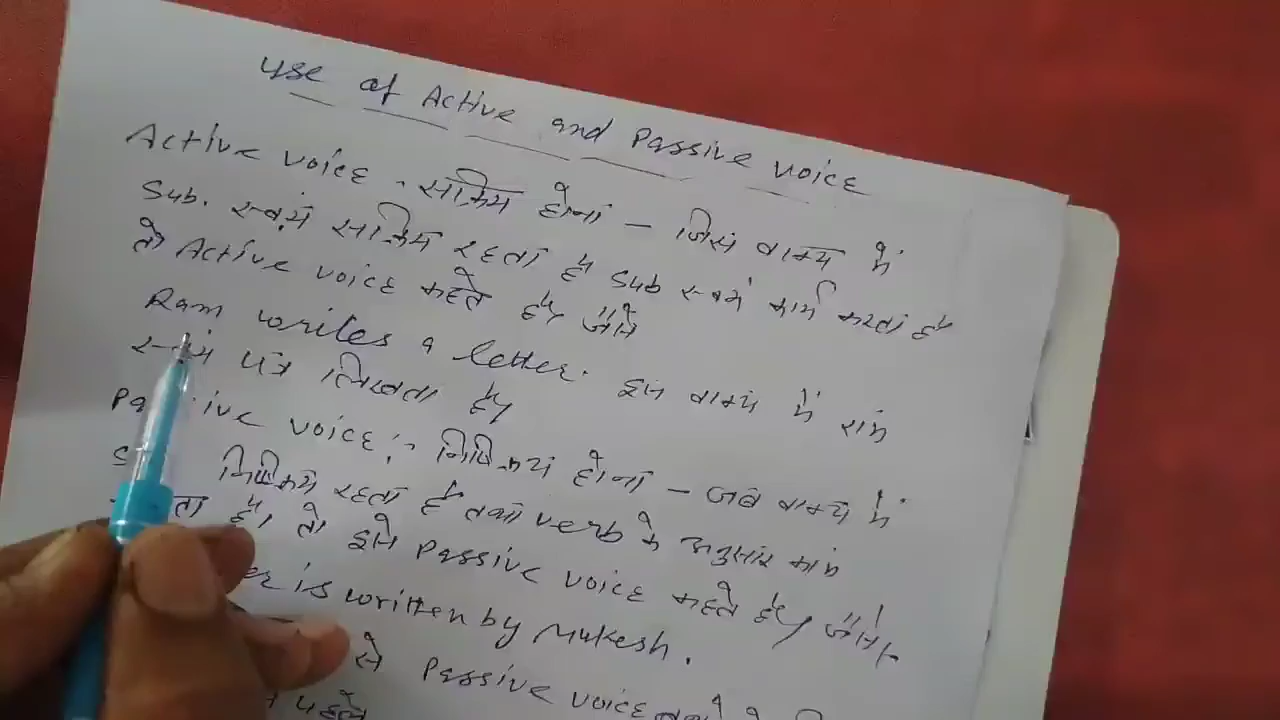 Use of Active and Passive voice
Active voice - सक्रिय होना - जिस वाक्य में
Sub. स्वयं सक्रिय रहता है Sub स्वयं कार्य करता है
तो Active voice कहते हैं जैसे
Ram writes a letter. इस वाक्य में राम
पत्र लिखता है
voice :- निष्क्रिय होना - जब वाक्य में
निष्क्रिय रहता है तथा verb के अनुसार काम
है। तो इसे Passive voice कहते हैं जैसे
is written by Mukesh.
से Passive voice